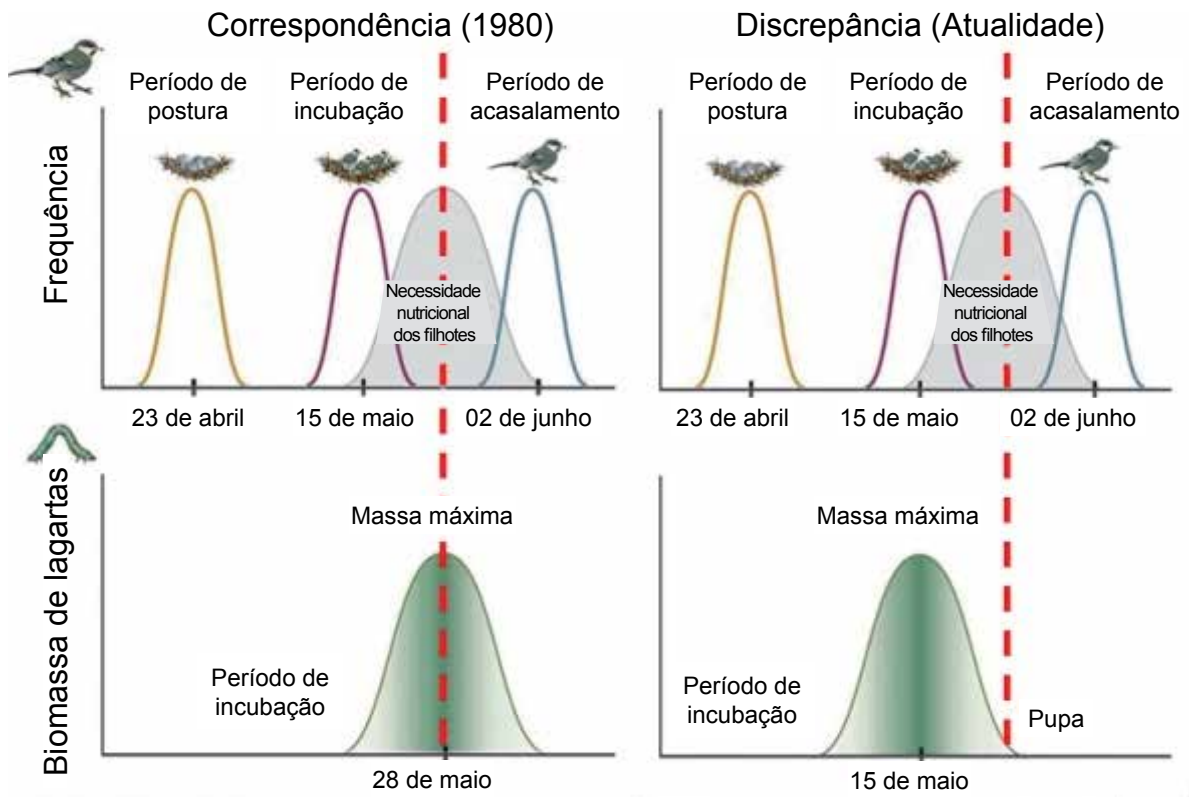 Correspondência (1980)
Período de
postura
Período de
incubação
Período de
acasalamento
Frequência
Necessidade
nutricional
dos filhotes
23 de abril
15 de maio
02 de junho
Biomassa de lagartas
Massa máxima
Período de
incubação
28 de maio
Discrepância (Atualidade)
Período de
postura
Período de
incubação
Período de
acasalamento
Necessidade
nutricional
dos filhotes
23 de abril
15 de maio
02 de junho
Massa máxima
Período de
incubação
Pupa
15 de maio